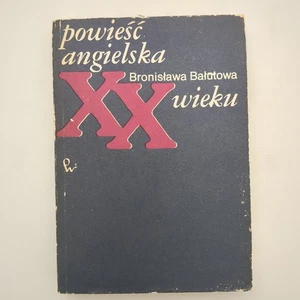 powieść
angielska
Bronisława Bałutowa
XX
wieku